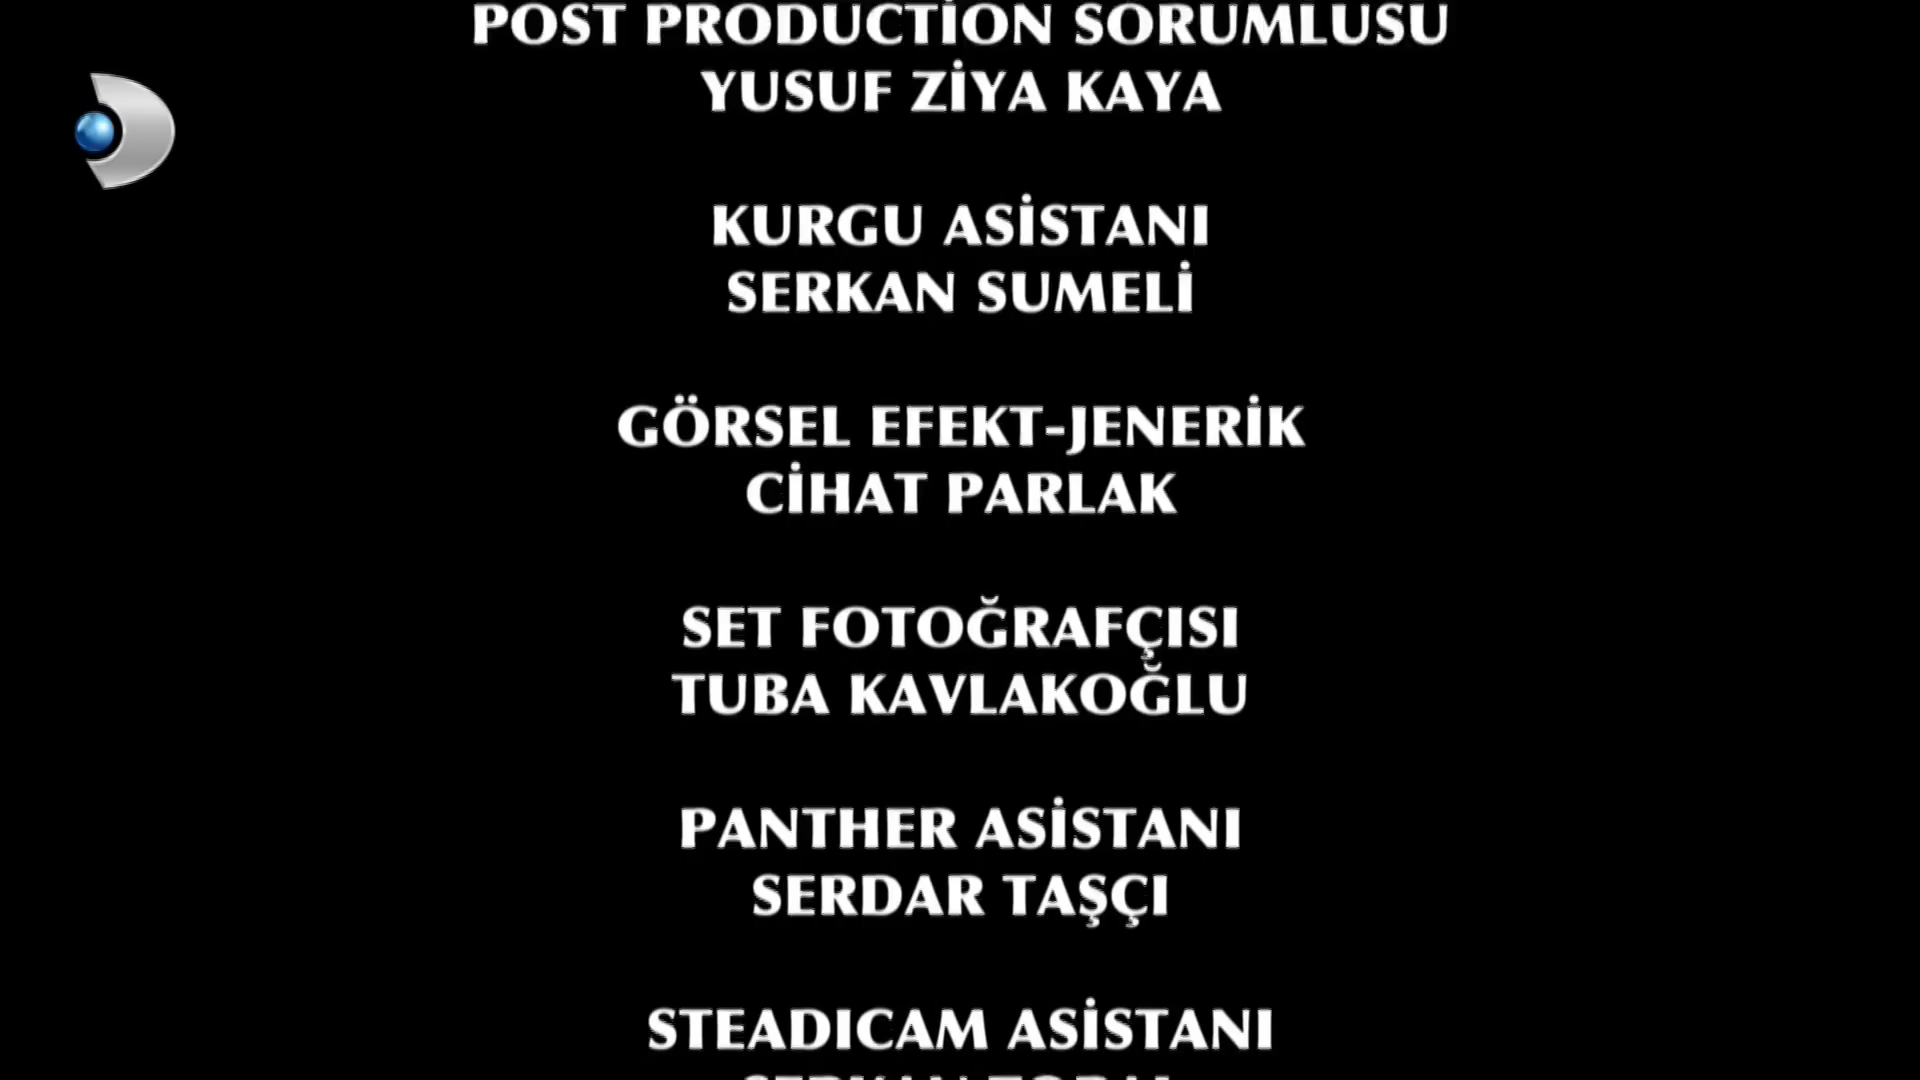 POST PRODUCTİON SORUMLUSU
YUSUF ZİYA KAYA
KURGU ASİSTANI
SERKAN SUMELİ
GÖRSEL EFEKT-JENERİK
CİHAT PARLAK
SET FOTOĞRAFÇISI
TUBA KAVLAKOĞLU
PANTHER ASİSTANI
SERDAR TAŞÇI
STEADICAM ASİSTANI